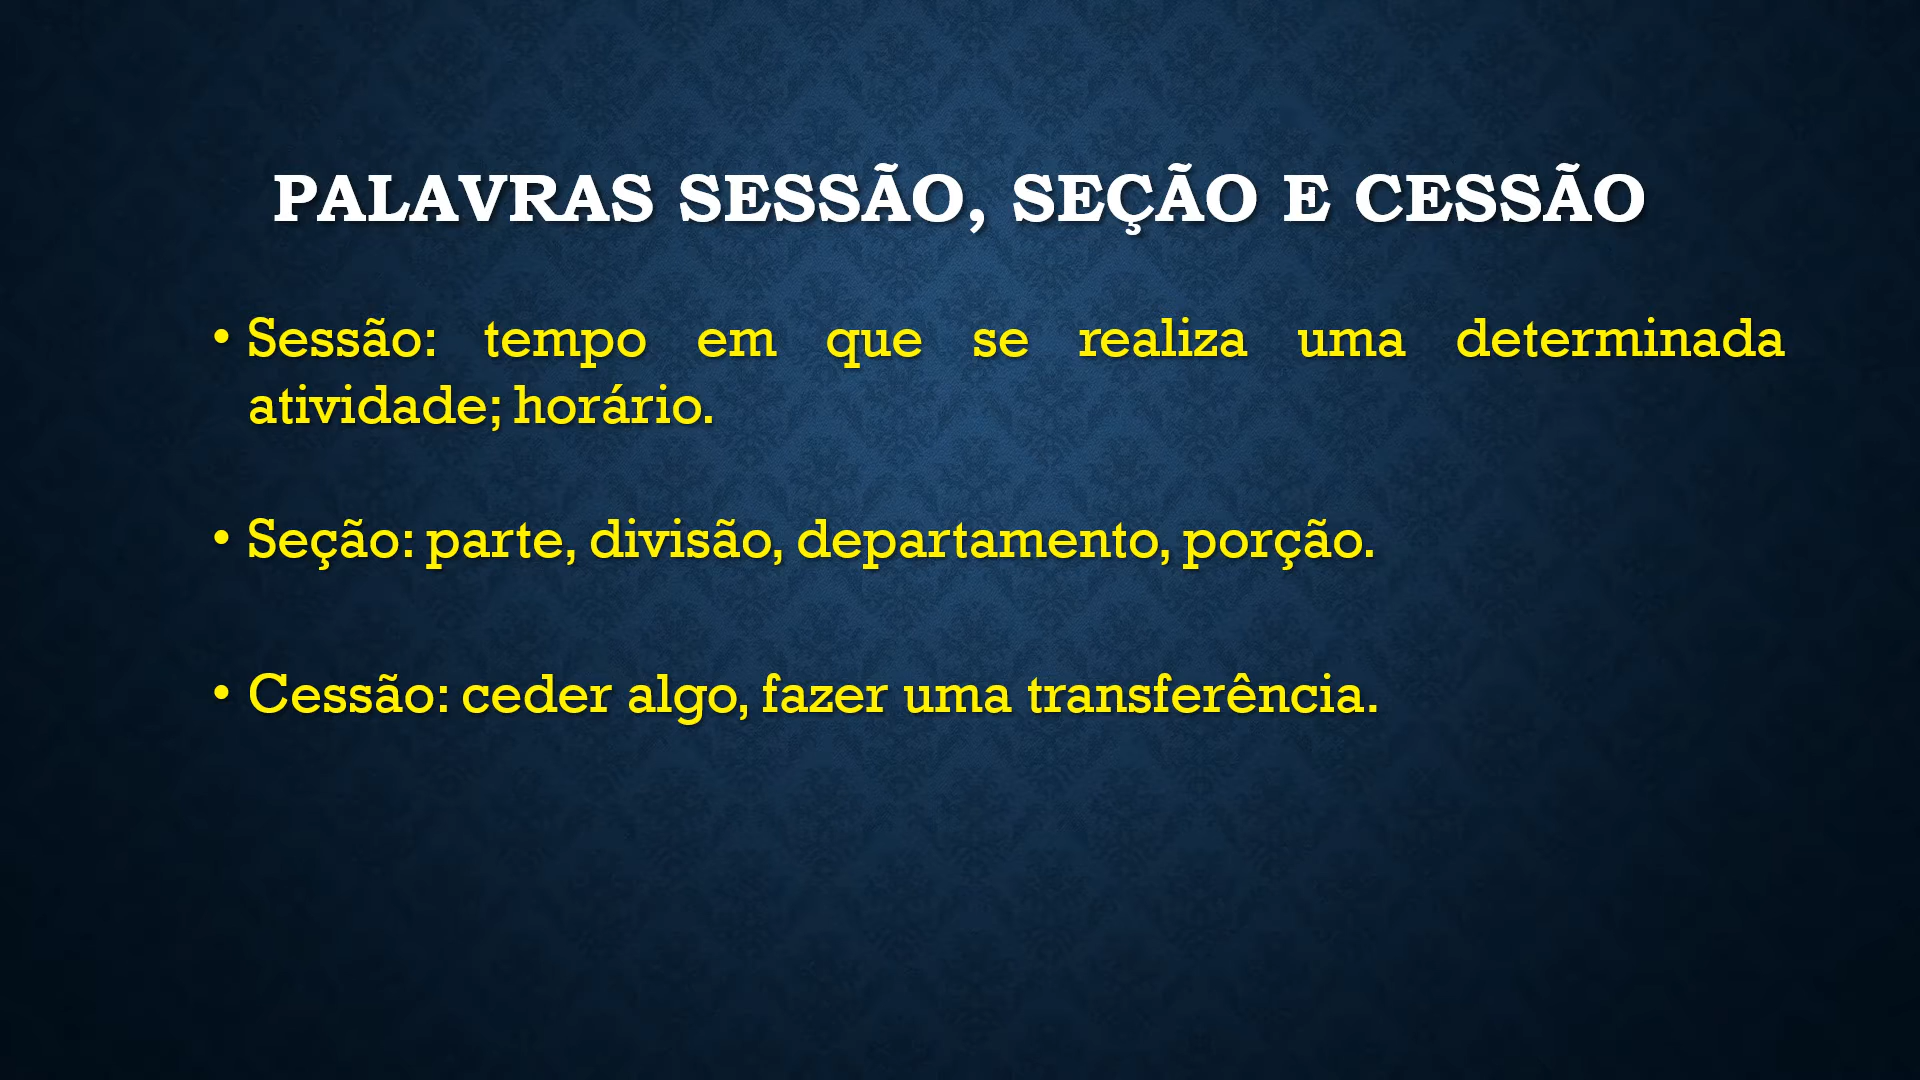 PALAVRAS SESSÃO, SEÇÃO E CESSÃO
• Sessão: tempo em que se realiza uma determinada
atividade; horário.
• Seção: parte, divisão, departamento, porção.
• Cessão: ceder algo, fazer uma transferência.